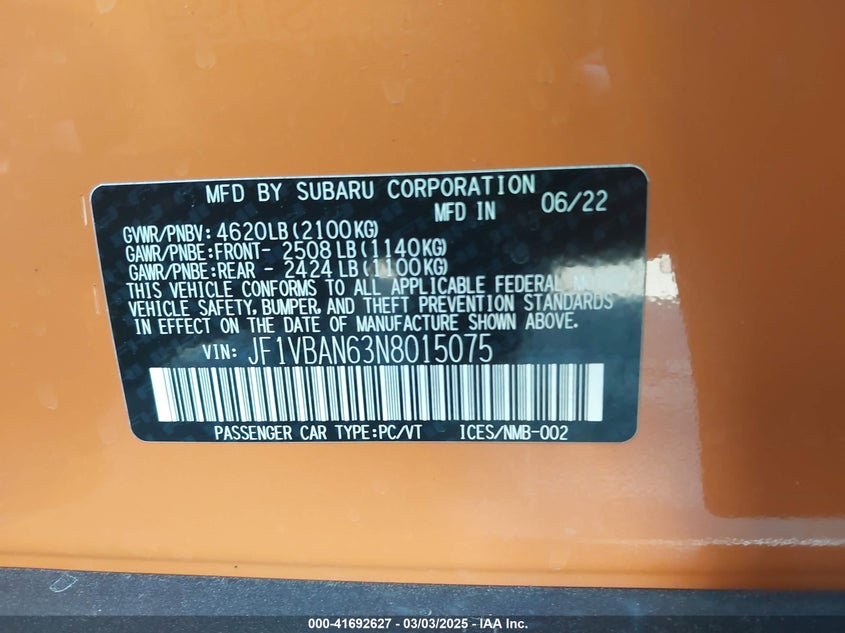 MFD BY SUBARU CORPORATION
MFD IN 06/22
GVWR/PNBV: 4620LB(2100KG)
GAWR/PNBE:FRONT- 2508 LB(1140KG)
GAWR/PNBE:REAR - 2424 LB(1100KG)
THIS VEHICLE CONFORMS TO ALL APPLICABLE FEDERAL MOTOR
VEHICLE SAFETY, BUMPER, AND THEFT PREVENTION STANDARDS
IN EFFECT ON THE DATE OF MANUFACTURE SHOWN ABOVE.
VIN: JF1VBAN63N8015075
PASSENGER CAR TYPE:PC/VT ICES/NMB-002
000-41692627 - 03/03/2025 - IAA Inc.